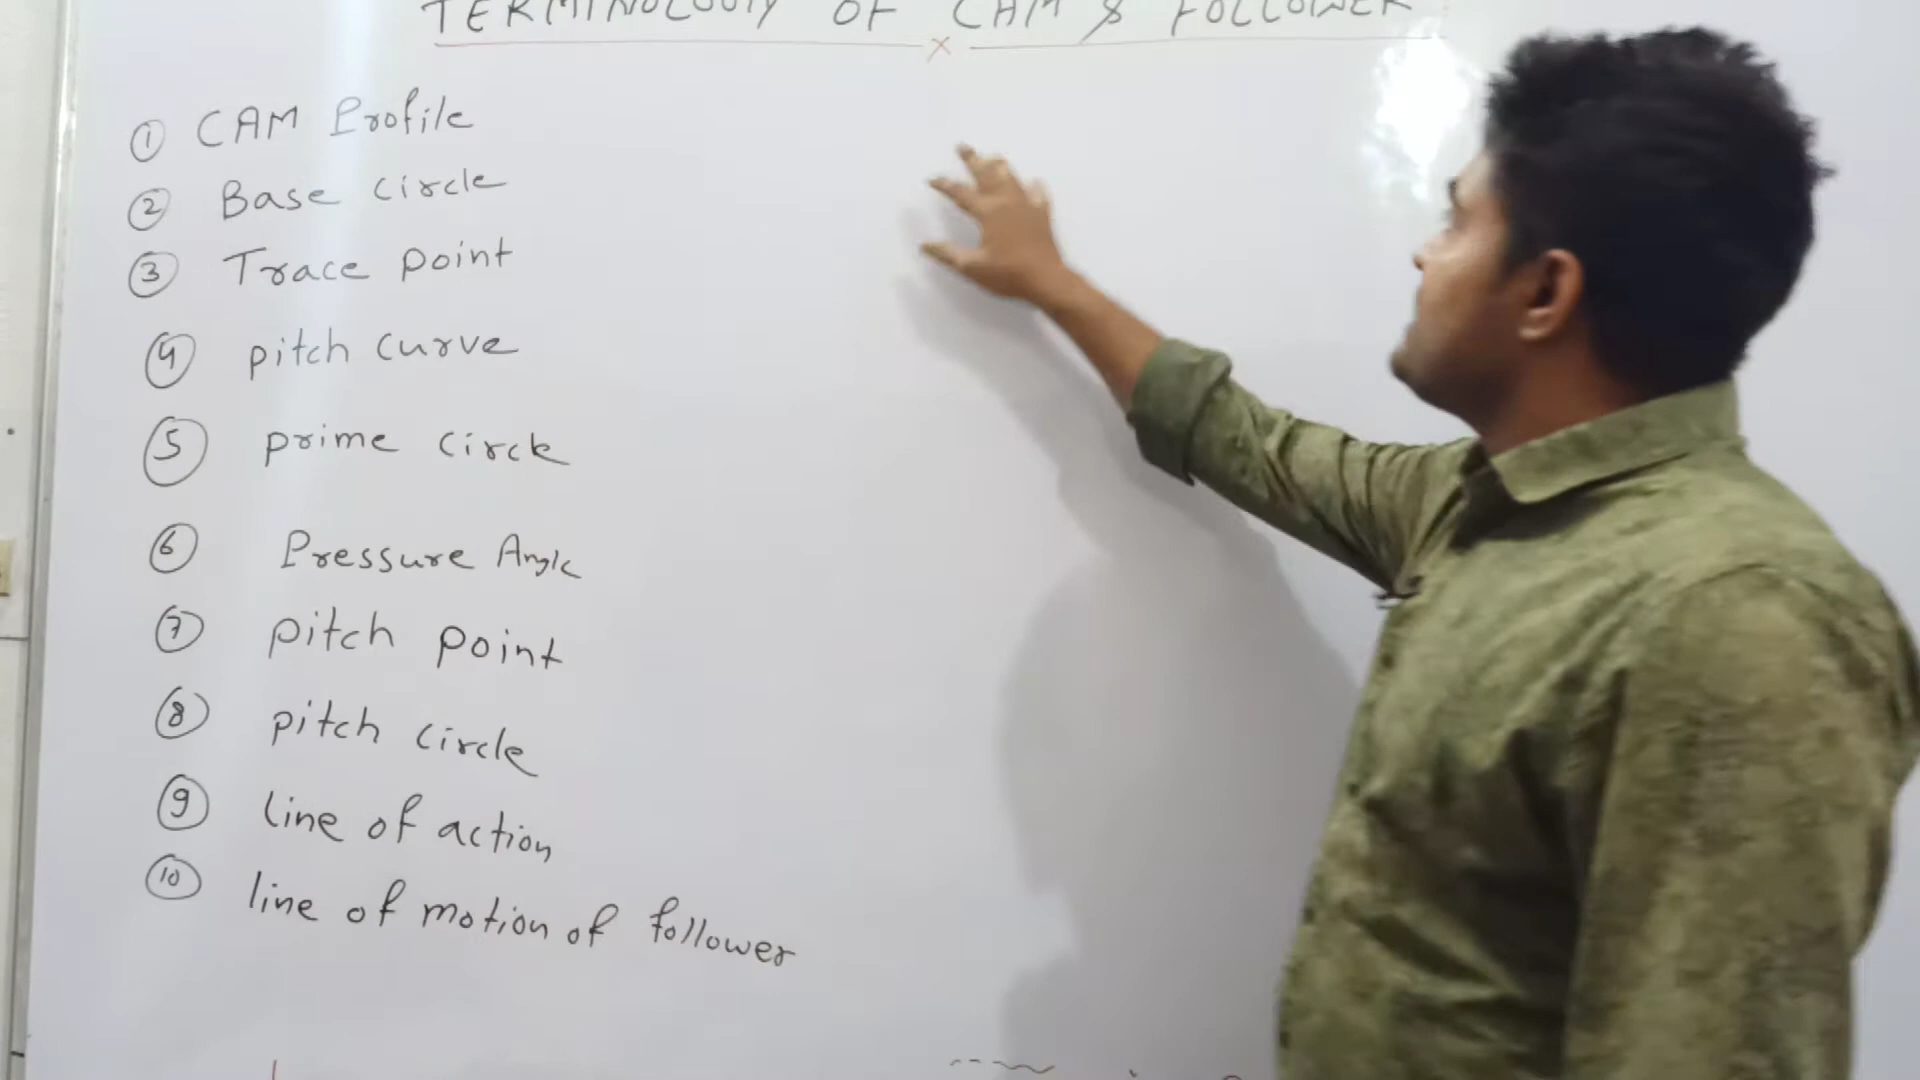 TERMINOLOGY OF CAM & FOLLOWER
① CAM Profile
② Base circle
③ Trace point
④ pitch curve
⑤ prime circle
⑥ Pressure Angle
⑦ pitch point
⑧ pitch circle
⑨ line of action
⑩ line of motion of follower